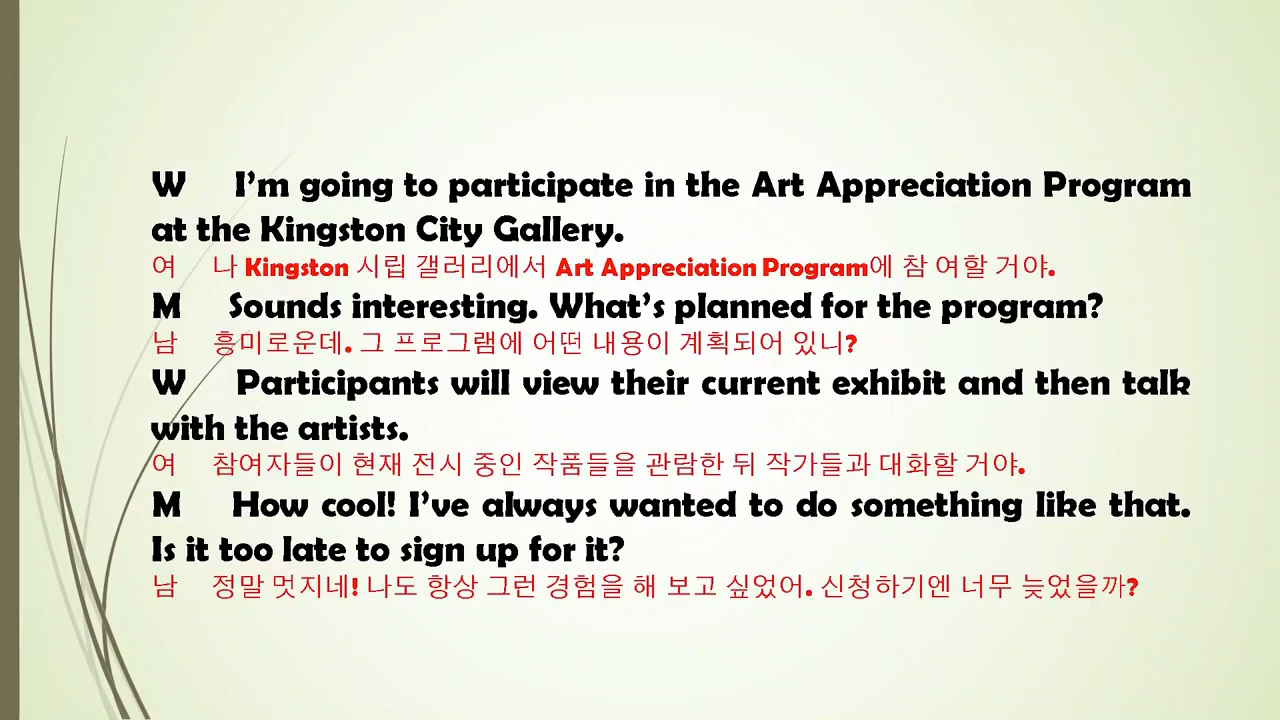 W I’m going to participate in the Art Appreciation Program
at the Kingston City Gallery.
여 나 Kingston 시립 갤러리에서 Art Appreciation Program에 참 여할 거야.
M Sounds interesting. What’s planned for the program?
남 흥미로운데. 그 프로그램에 어떤 내용이 계획되어 있니?
W Participants will view their current exhibit and then talk
with the artists.
여 참여자들이 현재 전시 중인 작품들을 관람한 뒤 작가들과 대화할 거야.
M How cool! I’ve always wanted to do something like that.
Is it too late to sign up for it?
남 정말 멋지네! 나도 항상 그런 경험을 해 보고 싶었어. 신청하기엔 너무 늦었을까?